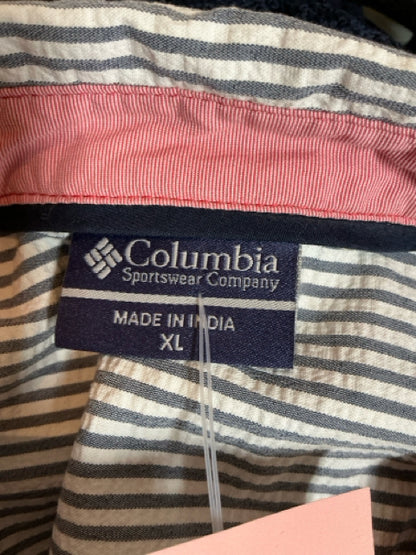 Columbia
Sportswear Company
MADE IN INDIA
XL